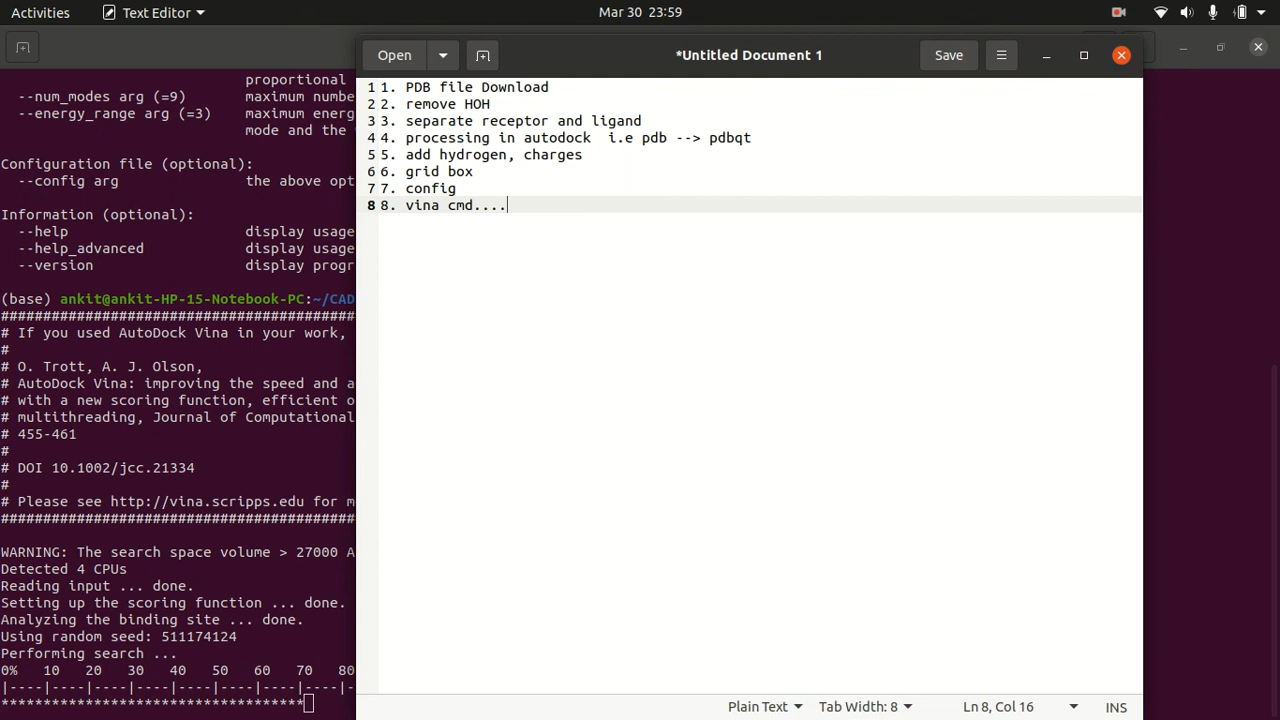 Activities
Text Editor
Mar 30 23:59
Open
*Untitled Document 1
Save
proportional
--num_modes arg (=9) maximum numbe
--energy_range arg (=3) maximum energ
mode and the
Configuration file (optional):
--config arg the above opt
Information (optional):
--help display usage
--help_advanced display usage
--version display progr
(base) ankit@ankit-HP-15-Notebook-PC:~/CAD
#################################################
# If you used AutoDock Vina in your work,
#
# O. Trott, A. J. Olson,
# AutoDock Vina: improving the speed and a
# with a new scoring function, efficient o
# multithreading, Journal of Computational
# 455-461
#
# DOI 10.1002/jcc.21334
#
# Please see http://vina.scripps.edu for m
#################################################
WARNING: The search space volume > 27000 A
Detected 4 CPUs
Reading input ... done.
Setting up the scoring function ... done.
Analyzing the binding site ... done.
Using random seed: 511174124
Performing search ...
0% 10 20 30 40 50 60 70 80
|----|----|----|----|----|----|----|----|-
************************************
1 1. PDB file Download
2 2. remove HOH
3 3. separate receptor and ligand
4 4. processing in autodock i.e pdb --> pdbqt
5 5. add hydrogen, charges
6 6. grid box
7 7. config
8 8. vina cmd....
Plain Text
Tab Width: 8
Ln 8, Col 16
INS